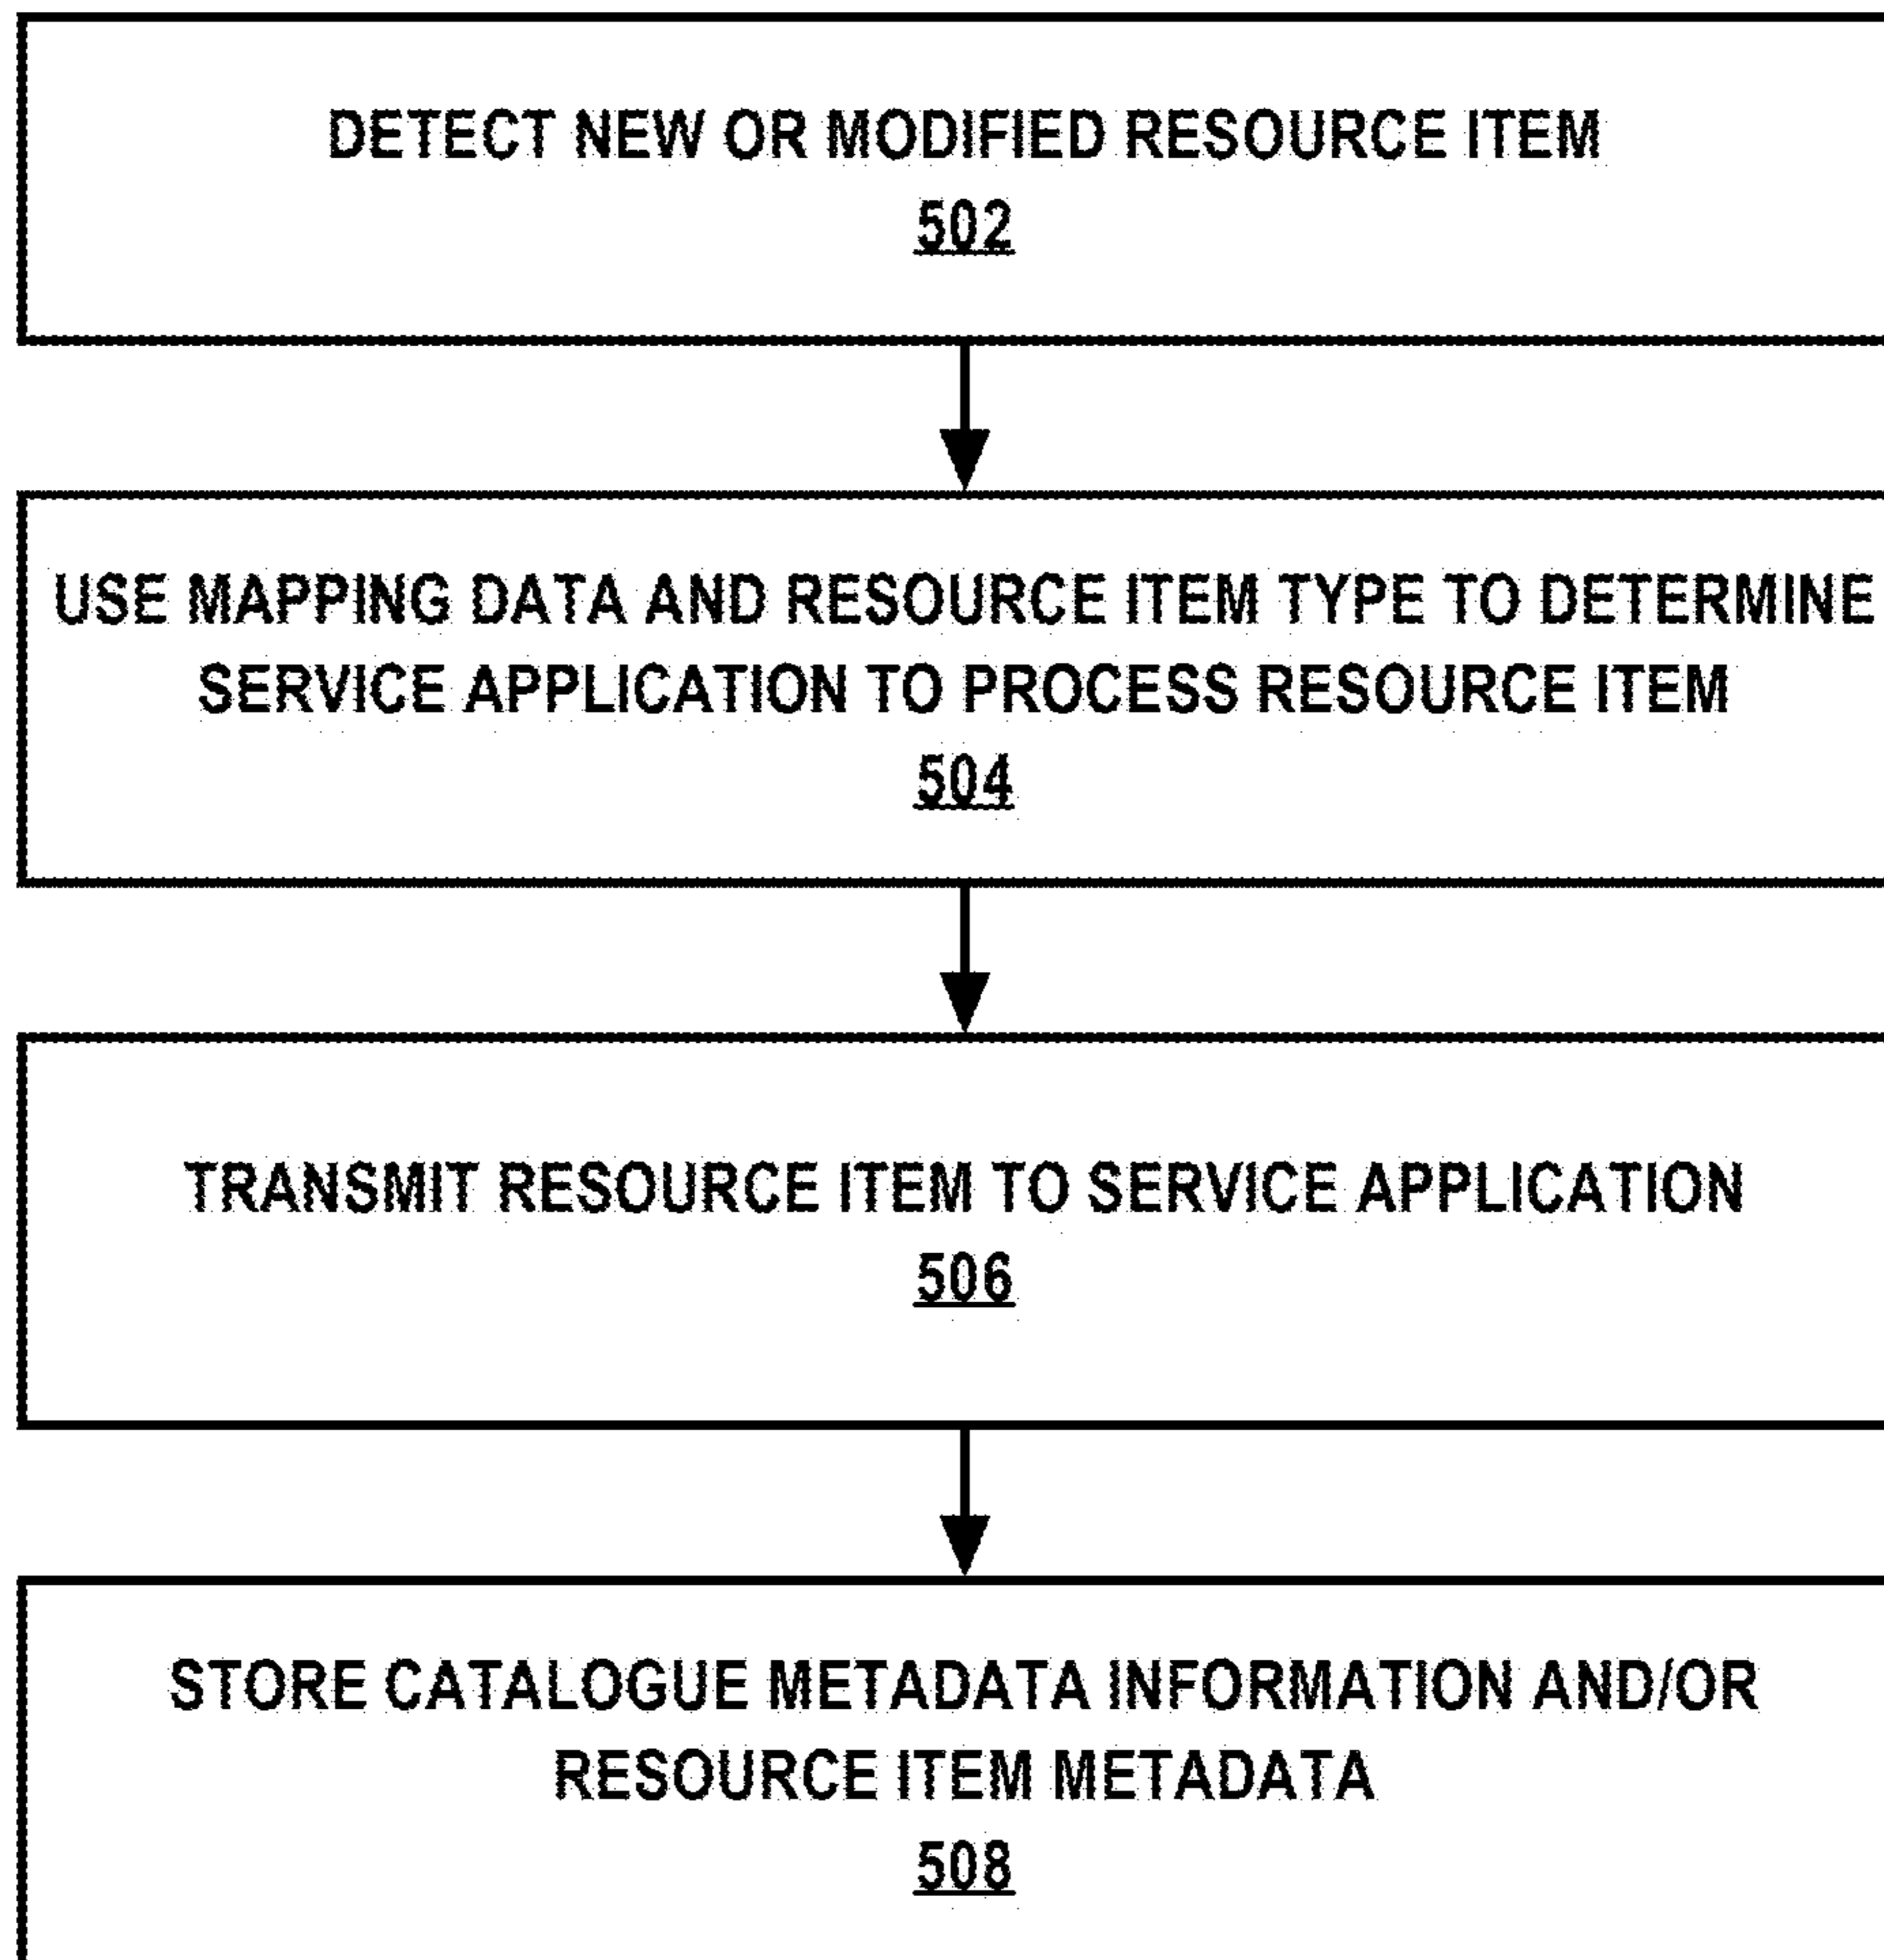 DETECT NEW OR MODIFIED RESOURCE ITEM
502
USE MAPPING DATA AND RESOURCE ITEM TYPE TO DETERMINE
SERVICE APPLICATION TO PROCESS RESOURCE ITEM
504
TRANSMIT RESOURCE ITEM TO SERVICE APPLICATION
506
STORE CATALOGUE METADATA INFORMATION AND/OR
RESOURCE ITEM METADATA
508